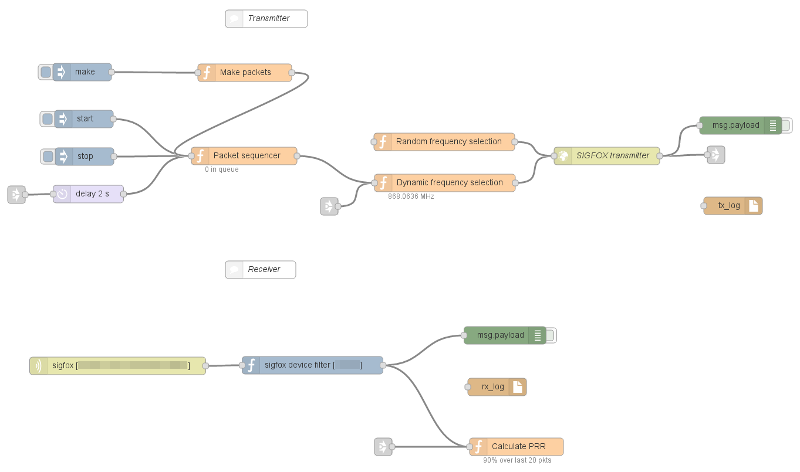 Transmitter
make
Make packets
start
stop
delay 2 s
Packet sequencer
0 in queue
Random frequency selection
Dynamic frequency selection
868.0636 MHz
SIGFOX transmitter
msg.payload
tx_log
Receiver
sigfox [ ]
sigfox device filter [ ]
msg.payload
rx_log
Calculate PRR
90% over last 20 pkts